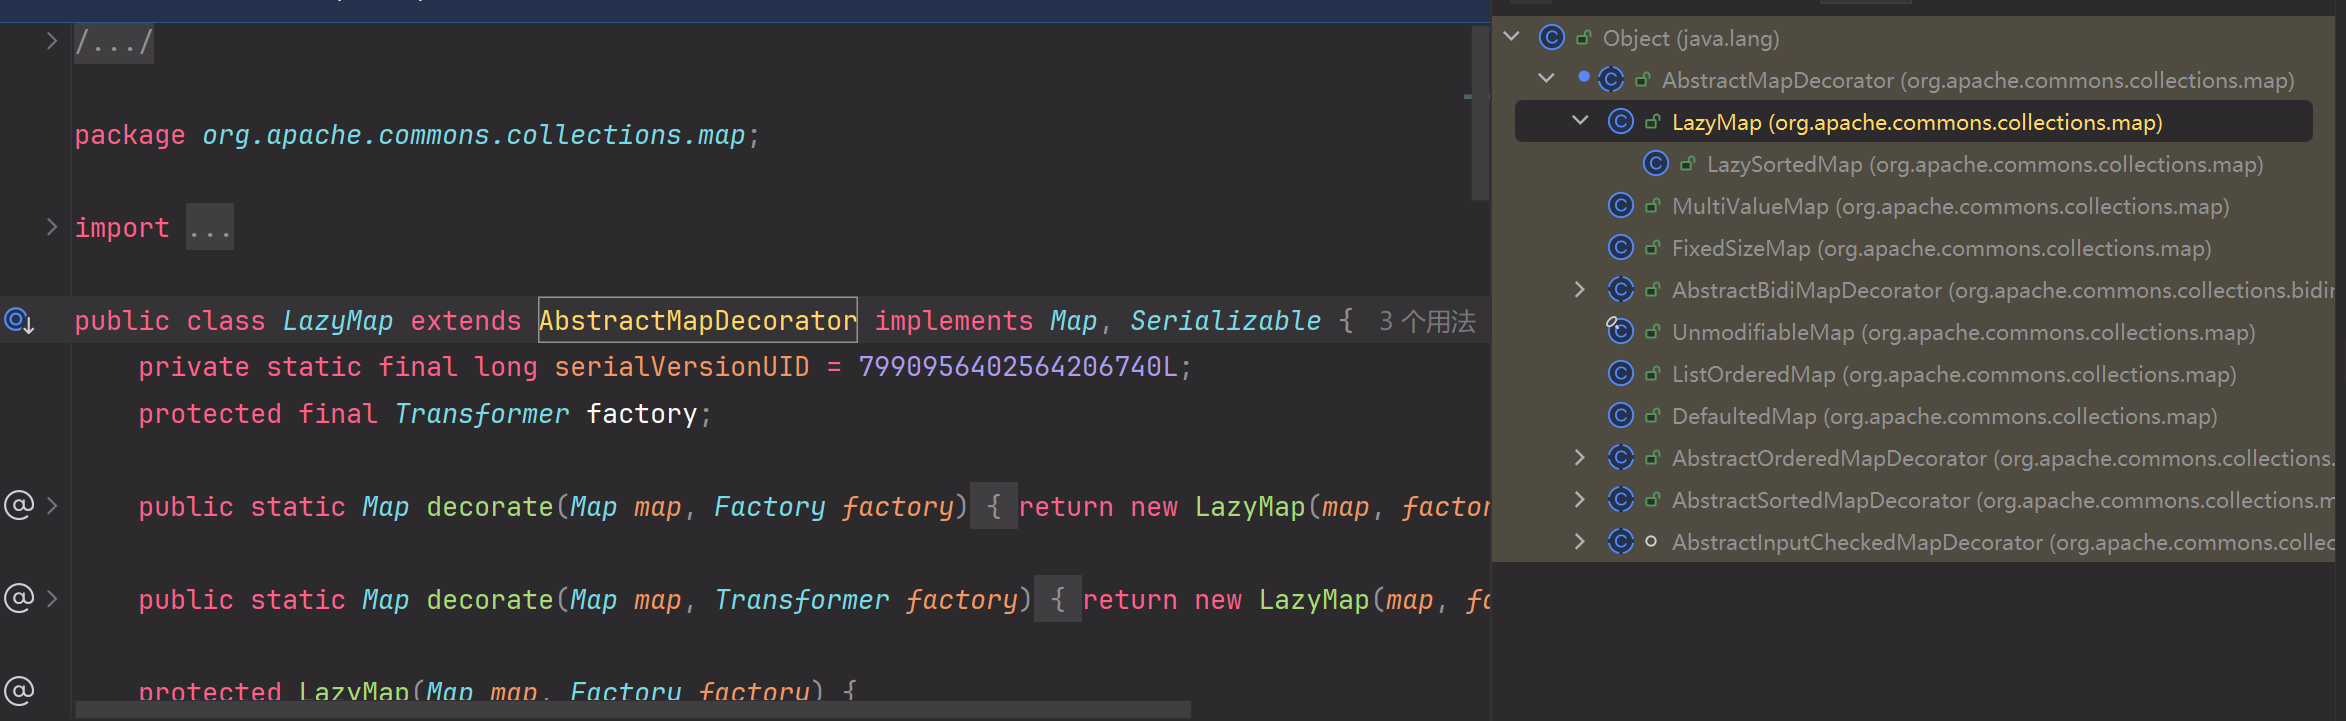 /.../
package org.apache.commons.collections.map;
import ...
public class LazyMap extends AbstractMapDecorator implements Map, Serializable { 3 个用法
private static final long serialVersionUID = 7990956402564206740L;
protected final Transformer factory;
public static Map decorate(Map map, Factory factory) { return new LazyMap(map, factor
public static Map decorate(Map map, Transformer factory) { return new LazyMap(map, fa
protected LazyMap(Map map, Factory factory) {
Object (java.lang)
AbstractMapDecorator (org.apache.commons.collections.map)
LazyMap (org.apache.commons.collections.map)
LazySortedMap (org.apache.commons.collections.map)
MultiValueMap (org.apache.commons.collections.map)
FixedSizeMap (org.apache.commons.collections.map)
AbstractBidiMapDecorator (org.apache.commons.collections.bidi
UnmodifiableMap (org.apache.commons.collections.map)
ListOrderedMap (org.apache.commons.collections.map)
DefaultedMap (org.apache.commons.collections.map)
AbstractOrderedMapDecorator (org.apache.commons.collections.
AbstractSortedMapDecorator (org.apache.commons.collections.m
AbstractInputCheckedMapDecorator (org.apache.commons.collec